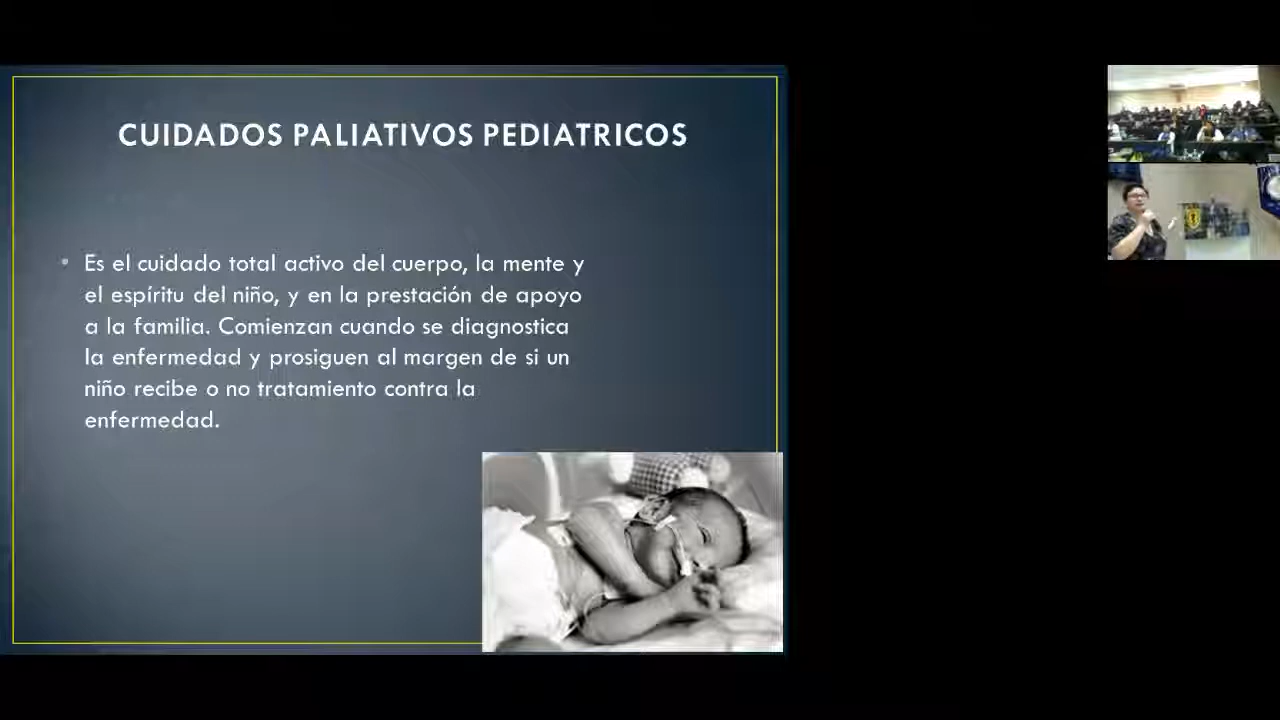 CUIDADOS PALIATIVOS PEDIATRICOS
Es el cuidado total activo del cuerpo, la mente y
el espíritu del niño, y en la prestación de apoyo
a la familia. Comienzan cuando se diagnostica
la enfermedad y prosiguen al margen de si un
niño recibe o no tratamiento contra la
enfermedad.